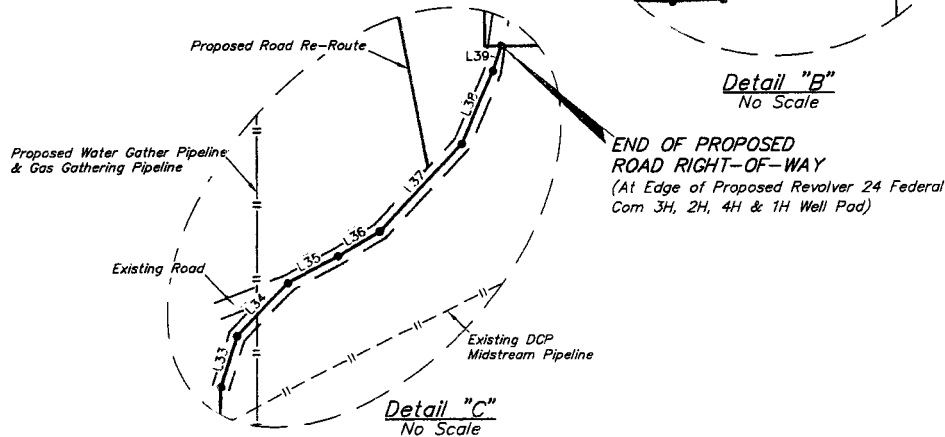 Proposed Road Re-Route
L39
L38
Detail "B"
No Scale
END OF PROPOSED
ROAD RIGHT-OF-WAY
(At Edge of Proposed Revolver 24 Federal
Com 3H, 2H, 4H & 1H Well Pad)
Proposed Water Gather Pipeline
& Gas Gathering Pipeline
L37
L36
L35
Existing Road
L34
L33
Existing DCP
Midstream Pipeline
Detail "C"
No Scale